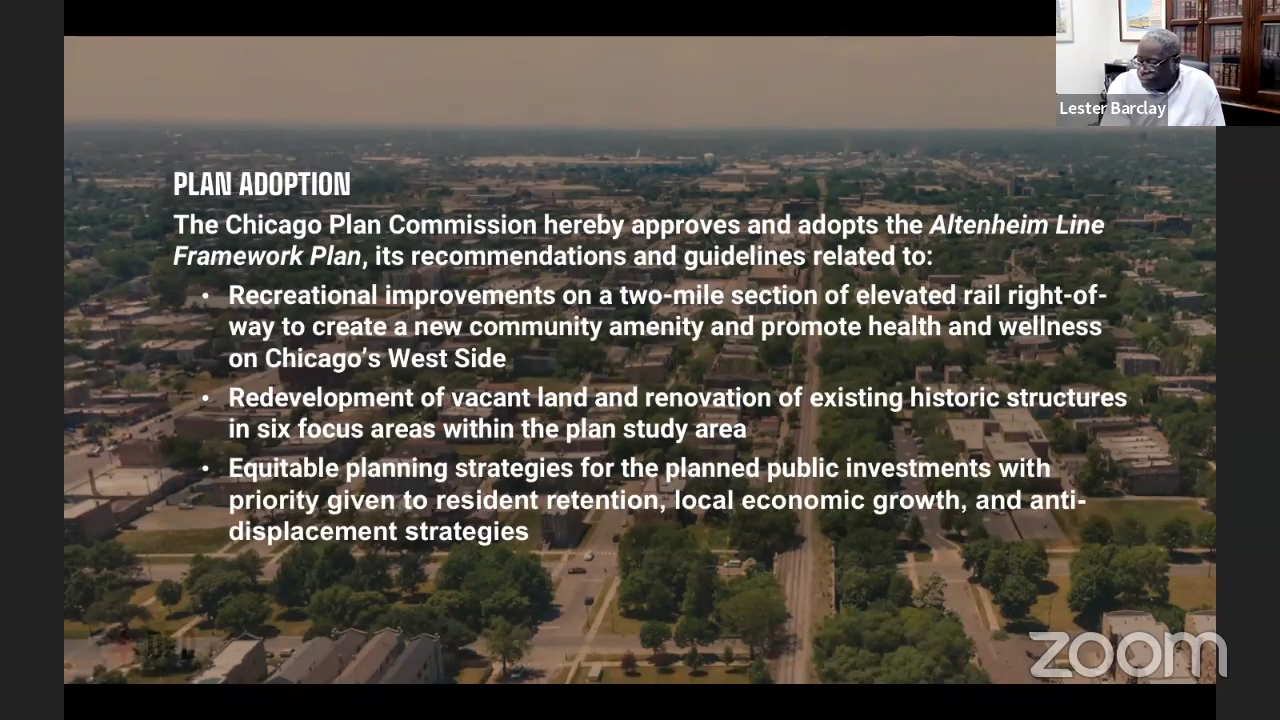 Lester Barclay
PLAN ADOPTION
The Chicago Plan Commission hereby approves and adopts the Altenheim Line
Framework Plan, its recommendations and guidelines related to:
• Recreational improvements on a two-mile section of elevated rail right-of-
way to create a new community amenity and promote health and wellness
on Chicago’s West Side
• Redevelopment of vacant land and renovation of existing historic structures
in six focus areas within the plan study area
• Equitable planning strategies for the planned public investments with
priority given to resident retention, local economic growth, and anti-
displacement strategies
zoom